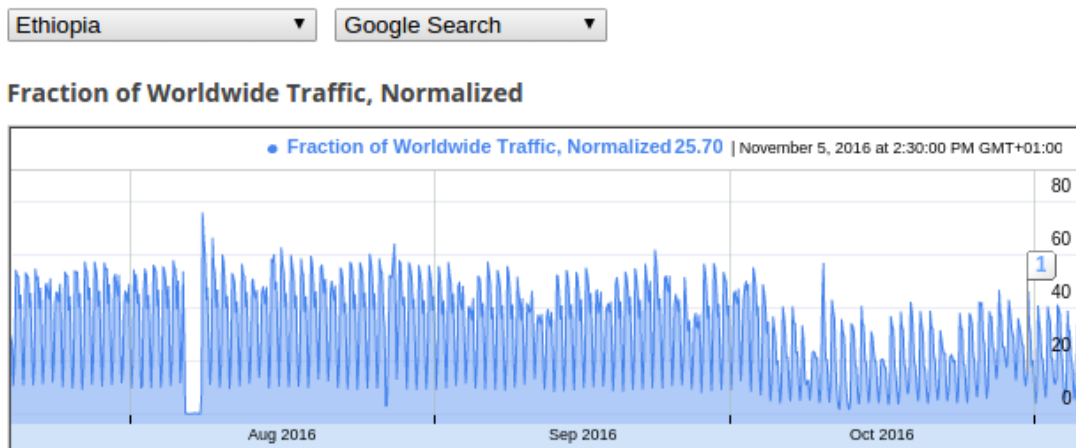 Ethiopia
Google Search
Fraction of Worldwide Traffic, Normalized
Fraction of Worldwide Traffic, Normalized 25.70 | November 5, 2016 at 2:30:00 PM GMT+01:00
80
60
1
40
20
0
Aug 2016
Sep 2016
Oct 2016